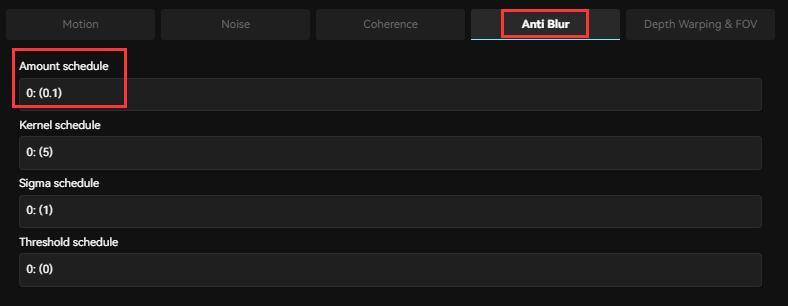 Motion Noise Coherence Anti Blur Depth Warping & FOV
Amount schedule
0: (0.1)
Kernel schedule
0: (5)
Sigma schedule
0: (1)
Threshold schedule
0: (0)